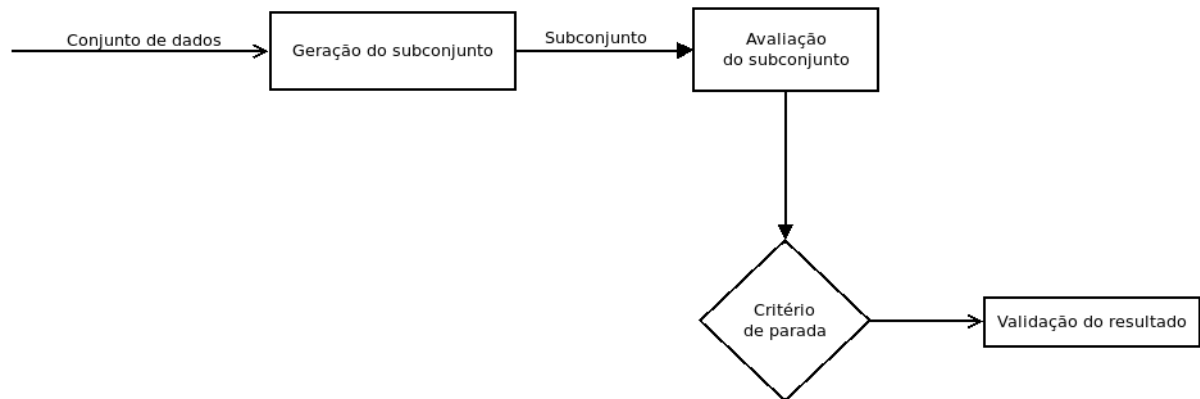 Conjunto de dados
Geração do subconjunto
Subconjunto
Avaliação
do subconjunto
Critério
de parada
Validação do resultado